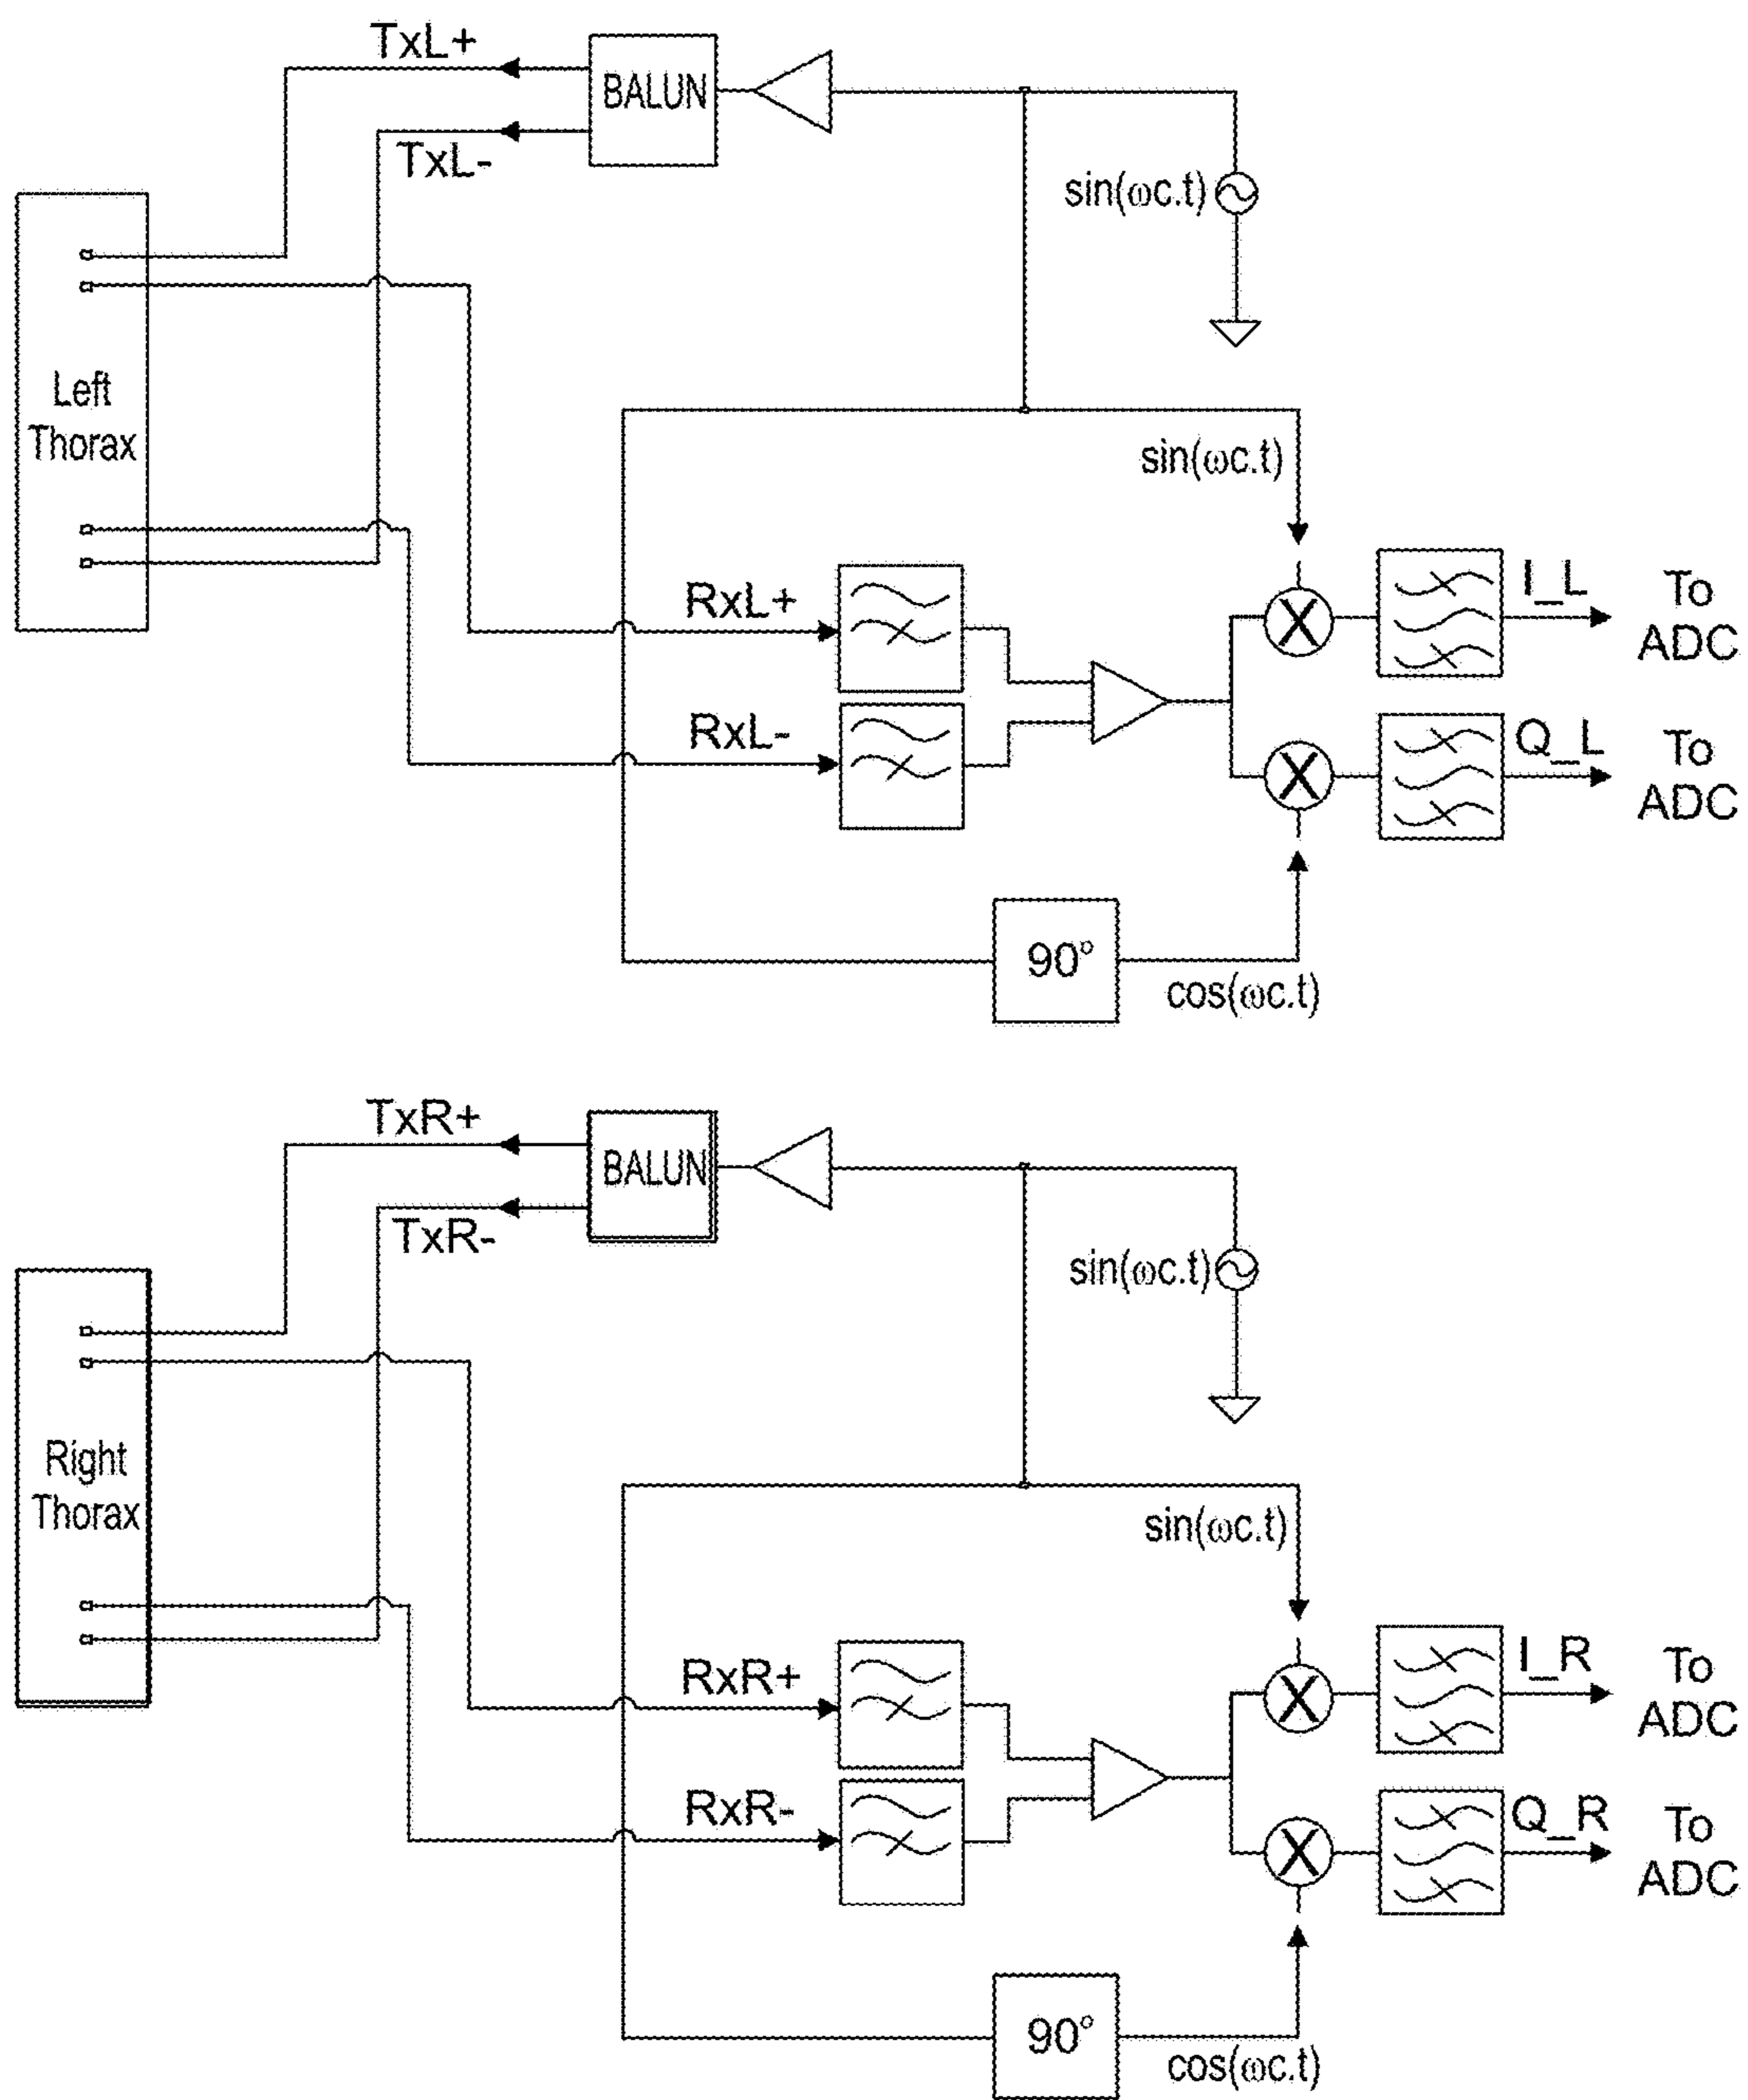 TxL+
BALUN
TxL-
sin(ωc.t)
Left
Thorax
sin(ωc.t)
RxL+
I_L
To
ADC
RxL-
Q_L
To
ADC
90°
cos(ωc.t)
TxR+
BALUN
TxR-
sin(ωc.t)
Right
Thorax
sin(ωc.t)
RxR+
I_R
To
ADC
RxR-
Q_R
To
ADC
90°
cos(ωc.t)